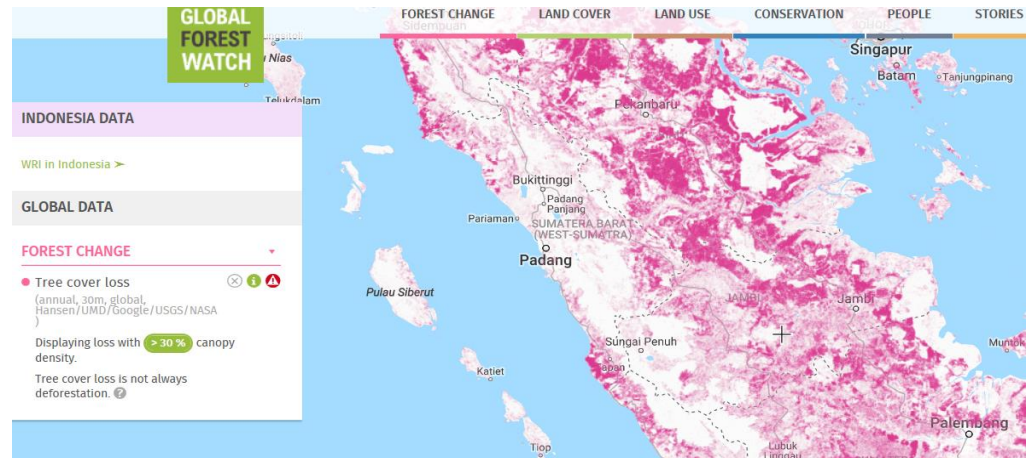 GLOBAL
FOREST
WATCH
FOREST CHANGE
LAND COVER
LAND USE
CONSERVATION
PEOPLE
STORIES
INDONESIA DATA
WRI in Indonesia ➢
GLOBAL DATA
FOREST CHANGE
Tree cover loss
(annual, 30m, global,
Hansen/UMD/Google/USGS/NASA
)
Displaying loss with > 30 % canopy
density.
Tree cover loss is not always
deforestation. ?
Sidempuan
Nias
Telukdalam
Singapur
Batam
Tanjungpinang
Pekanbaru
Bukittinggi
Padang
Panjang
Pariaman
SUMATERA BARAT
(WEST-SUMATRA)
Padang
Pulau Siberut
JAMBI
Jambi
Sungai Penuh
Tapan
Katiet
Muntok
Palembang
Tiop
Lubuk
Linggau